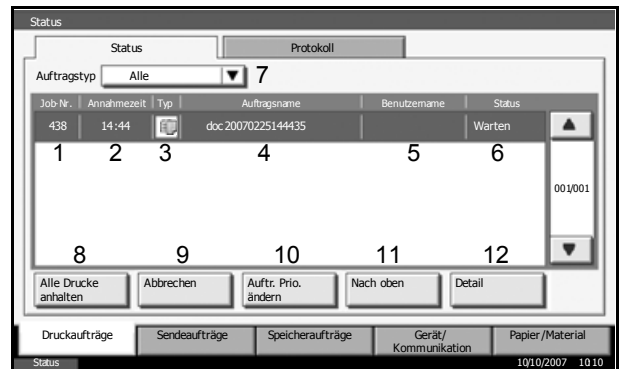 Status
Status Protokoll
Auftragstyp Alle 7
Job-Nr. Annahmezeit Typ Auftragsname Benutzername Status
438 14:44 doc 20070225144435 Warten
1 2 3 4 5 6
001/001
8 9 10 11 12
Alle Drucke anhalten Abbrechen Auftr. Prio. ändern Nach oben Detail
Druckaufträge Sendeaufträge Speicheraufträge Gerät/ Kommunikation Papier/Material
Status 10/10/2007 10:10